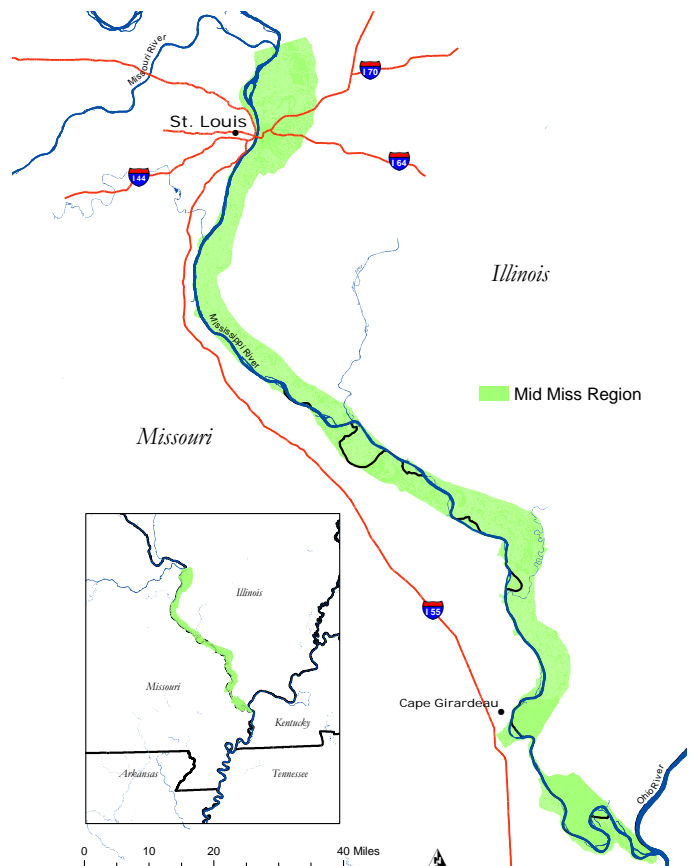 Missouri River
I 70
St. Louis
I 64
I 44
Illinois
Mississippi River
Mid Miss Region
Missouri
Illinois
I 55
Missouri
Cape Girardeau
Kentucky
Ohio River
Arkansas
Tennessee
0 10 20 40 Miles